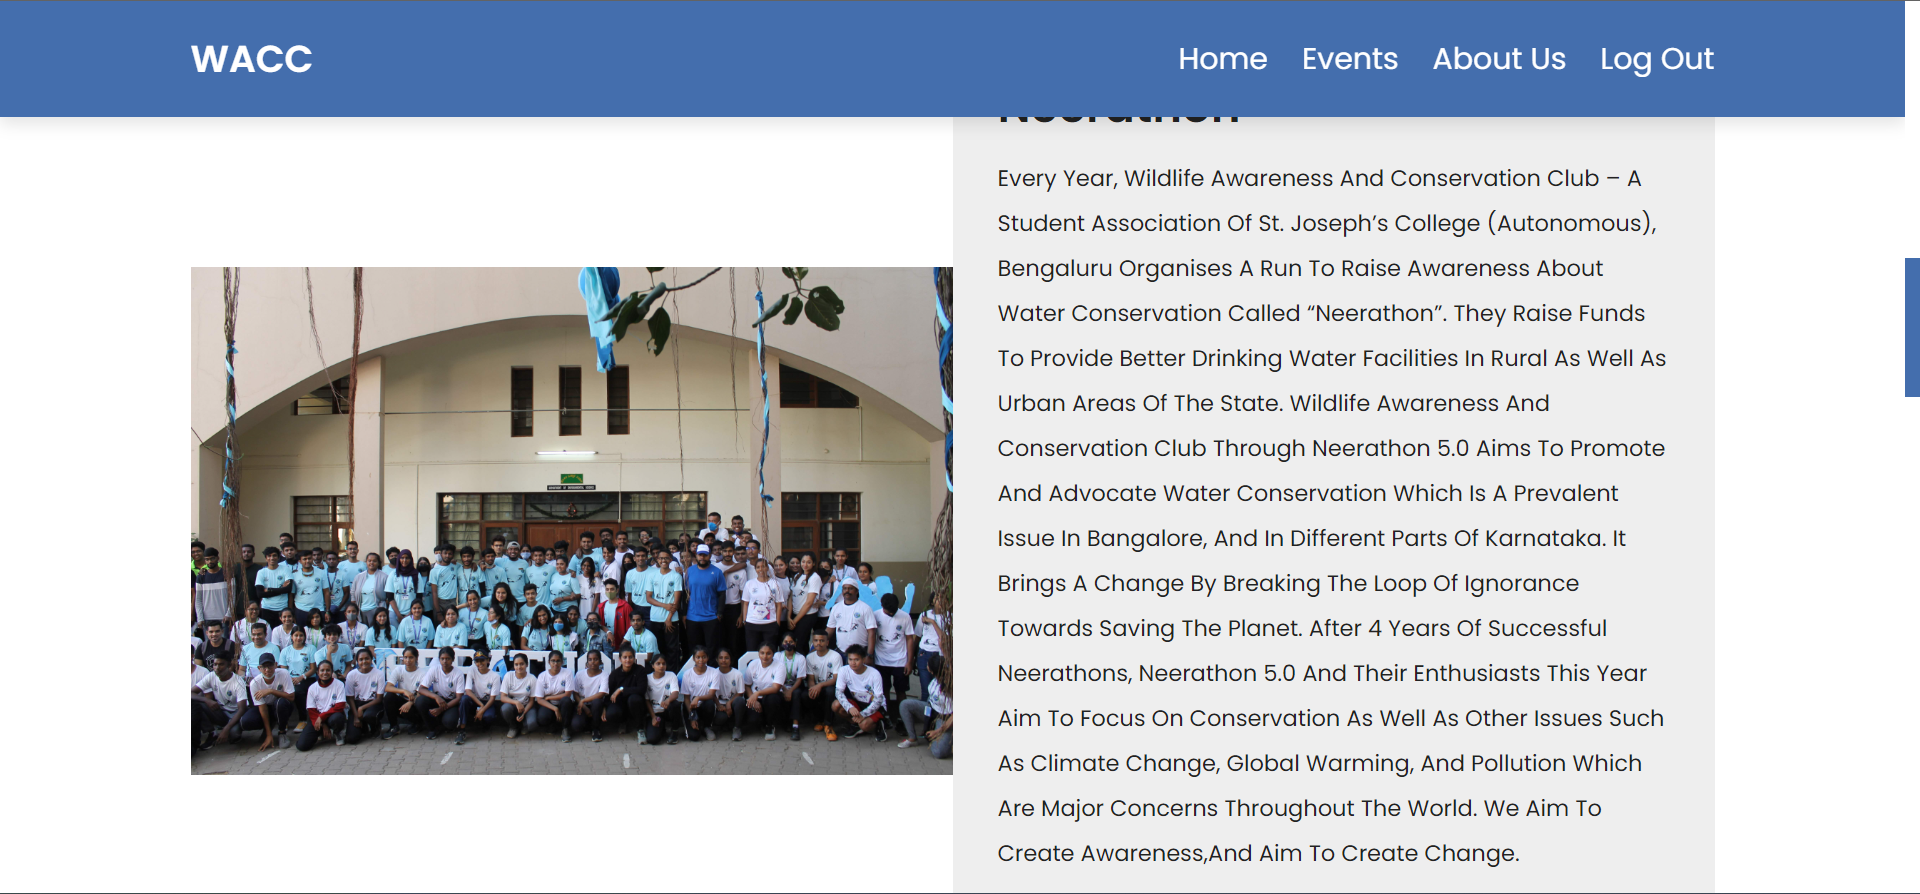 WACC
Home Events About Us Log Out
Neerathon
Every Year, Wildlife Awareness And Conservation Club – A
Student Association Of St. Joseph’s College (Autonomous),
Bengaluru Organises A Run To Raise Awareness About
Water Conservation Called “Neerathon”. They Raise Funds
To Provide Better Drinking Water Facilities In Rural As Well As
Urban Areas Of The State. Wildlife Awareness And
Conservation Club Through Neerathon 5.0 Aims To Promote
And Advocate Water Conservation Which Is A Prevalent
Issue In Bangalore, And In Different Parts Of Karnataka. It
Brings A Change By Breaking The Loop Of Ignorance
Towards Saving The Planet. After 4 Years Of Successful
Neerathons, Neerathon 5.0 And Their Enthusiasts This Year
Aim To Focus On Conservation As Well As Other Issues Such
As Climate Change, Global Warming, And Pollution Which
Are Major Concerns Throughout The World. We Aim To
Create Awareness,And Aim To Create Change.